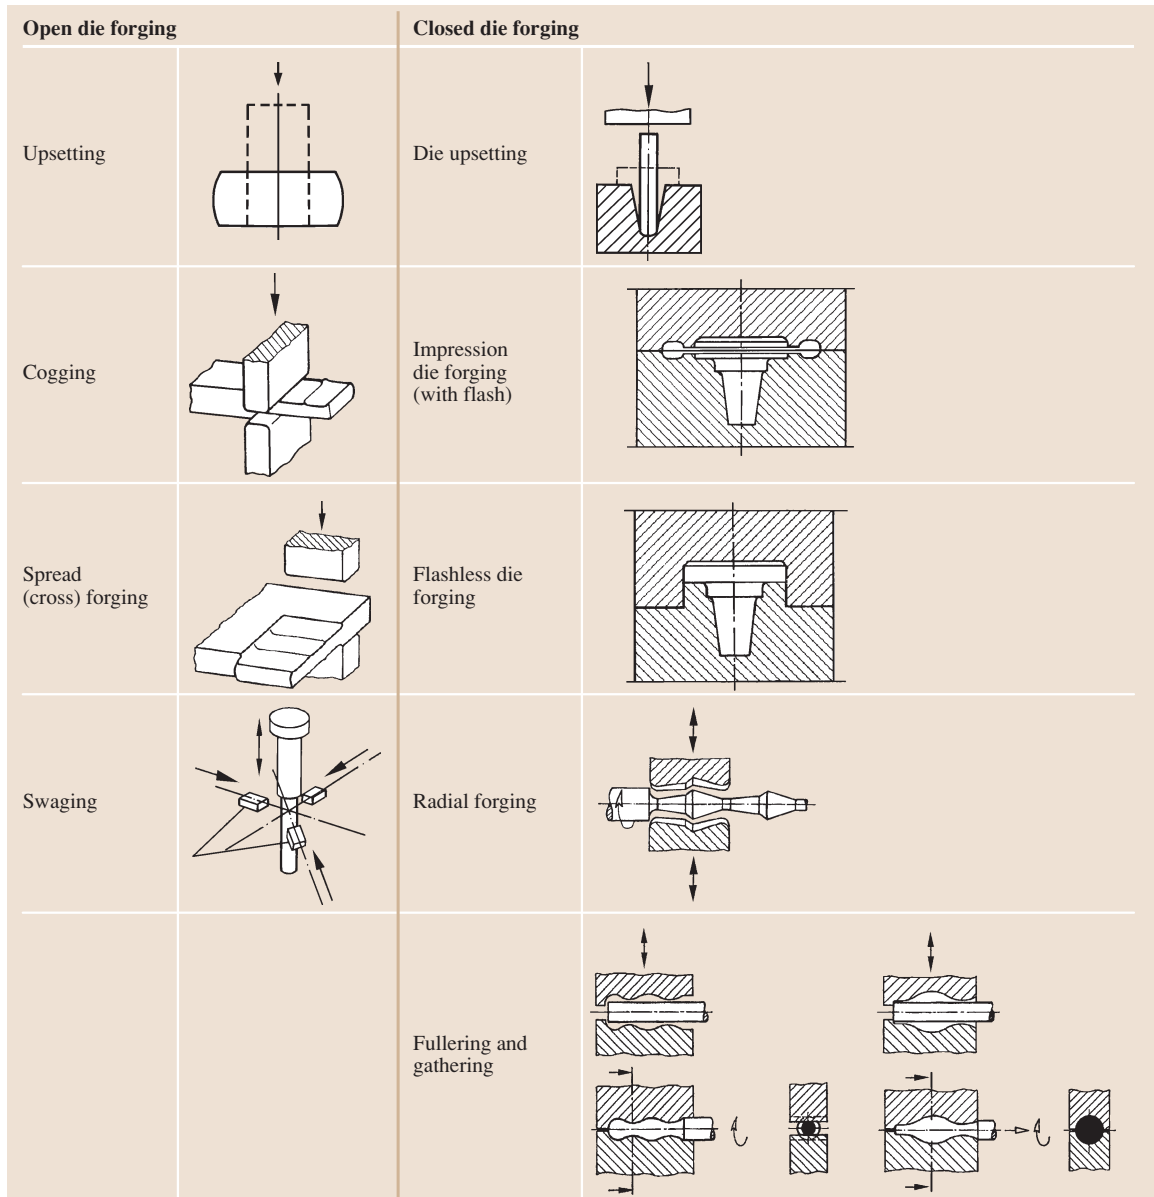 Open die forging
Closed die forging
Upsetting
Die upsetting
Cogging
Impression
die forging
(with flash)
Spread
(cross) forging
Flashless die
forging
Swaging
Radial forging
Fullering and
gathering